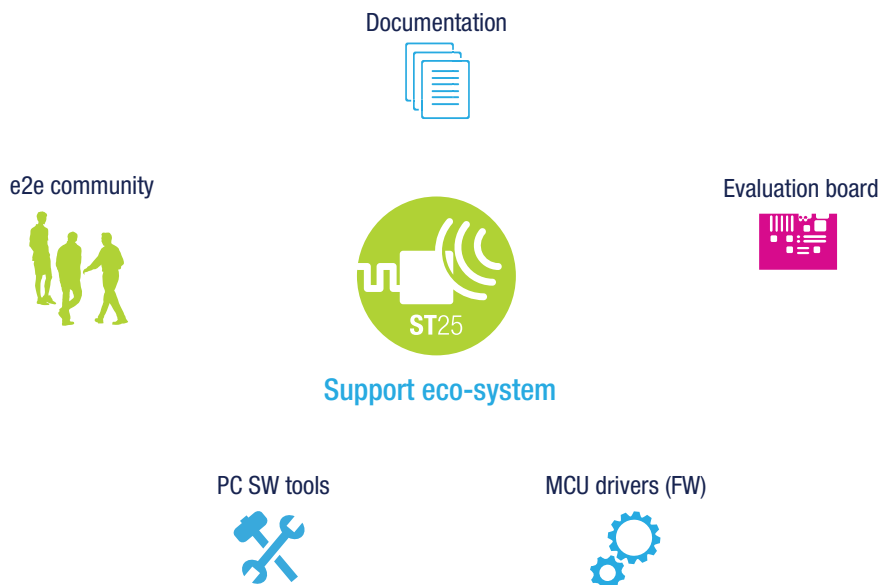 Documentation
e2e community
Evaluation board
ST25
Support eco-system
PC SW tools
MCU drivers (FW)